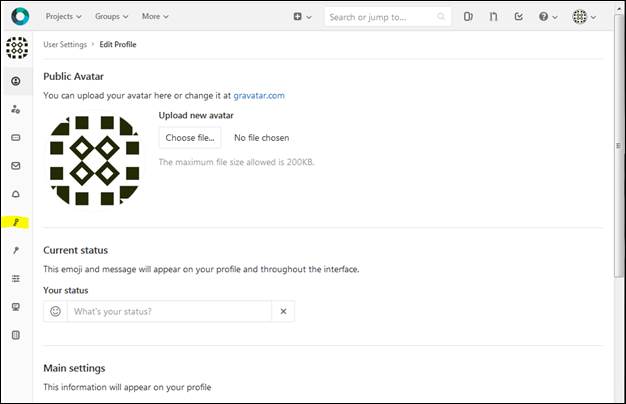 Projects Groups More Search or jump to...
User Settings > Edit Profile
Public Avatar
You can upload your avatar here or change it at gravatar.com
Upload new avatar
Choose file... No file chosen
The maximum file size allowed is 200KB.
Current status
This emoji and message will appear on your profile and throughout the interface.
Your status
What's your status?
Main settings
This information will appear on your profile